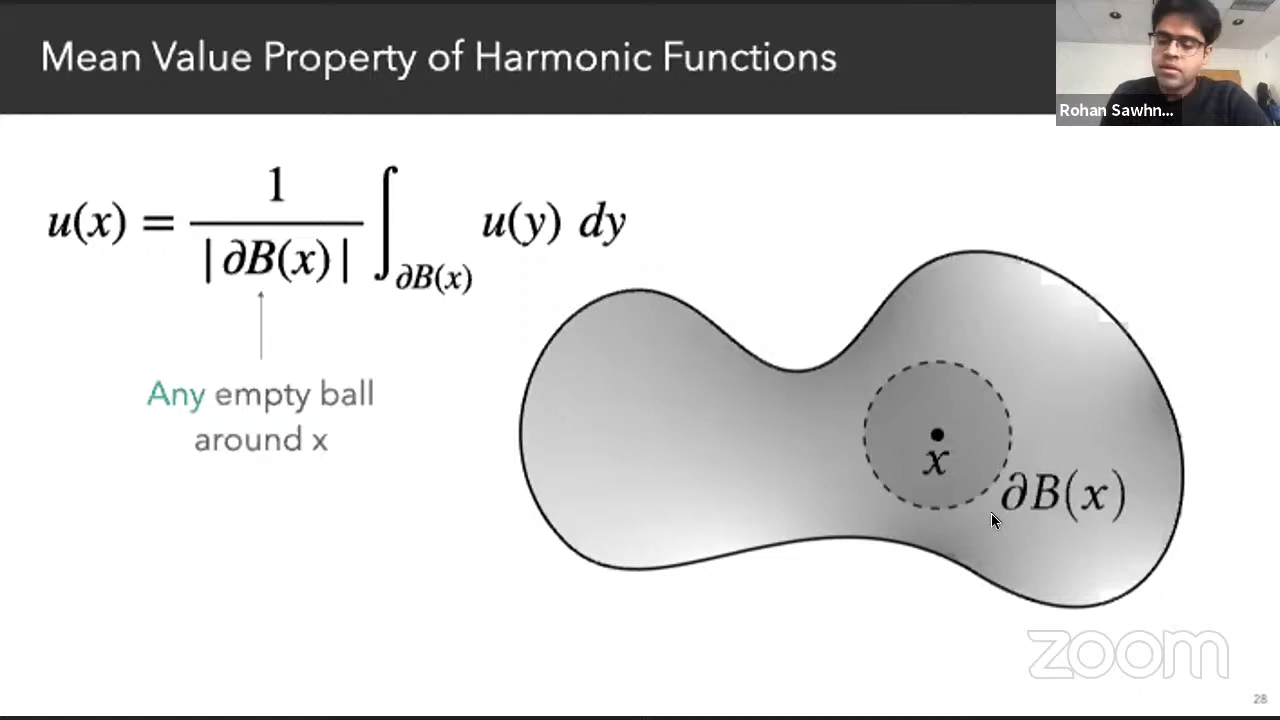 Mean Value Property of Harmonic Functions
Rohan Sawhn...
u(x) = 1 / |∂B(x)| ∫_∂B(x) u(y) dy
Any empty ball
around x
x
∂B(x)
zoom
28